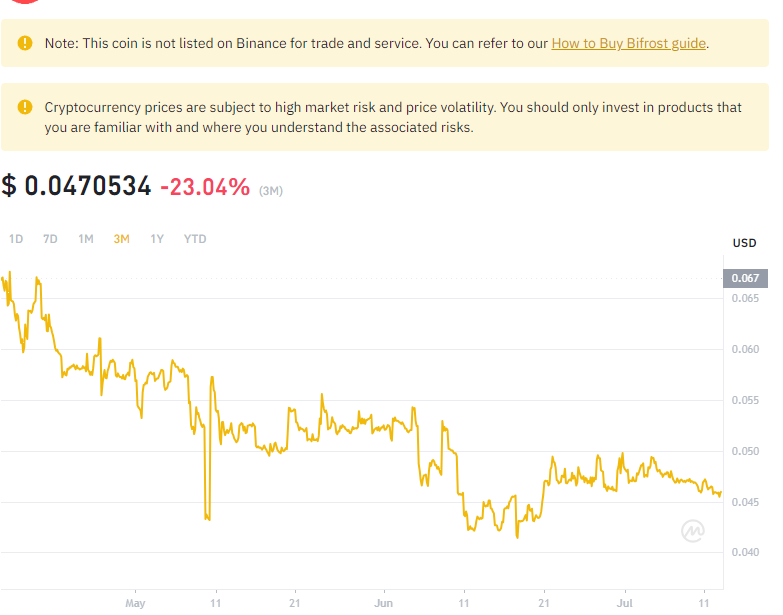 Note: This coin is not listed on Binance for trade and service. You can refer to our How to Buy Bifrost guide.
Cryptocurrency prices are subject to high market risk and price volatility. You should only invest in products that
you are familiar with and where you understand the associated risks.
$ 0.0470534 -23.04% (3M)
1D 7D 1M 3M 1Y YTD
USD
0.067
0.065
0.060
0.055
0.050
0.045
0.040
May 11 21 Jun 11 21 Jul 11